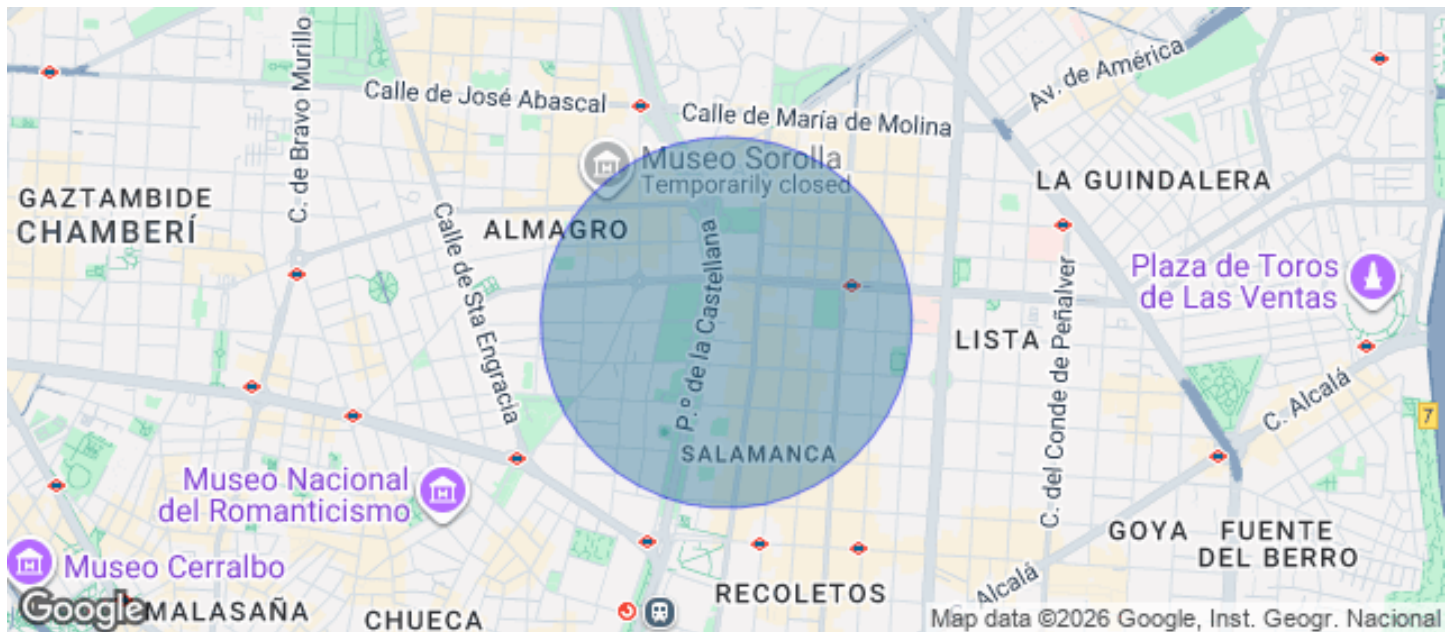 C. de Bravo Murillo
Calle de José Abascal
Calle de María de Molina
Av. de América
Museo Sorolla
Temporarily closed
GAZTAMBIDE
CHAMBERÍ
ALMAGRO
LA GUINDALERA
Calle de Sta Engracia
P.º de la Castellana
C. del Conde de Peñalver
Plaza de Toros
de Las Ventas
LISTA
C. Alcalá
7
SALAMANCA
Museo Nacional
del Romanticismo
GOYA
FUENTE
DEL BERRO
Museo Cerralbo
RECOLETOS
C. Alcalá
Google
MALASAÑA
CHUECA
Map data ©2026 Google, Inst. Geogr. Nacional